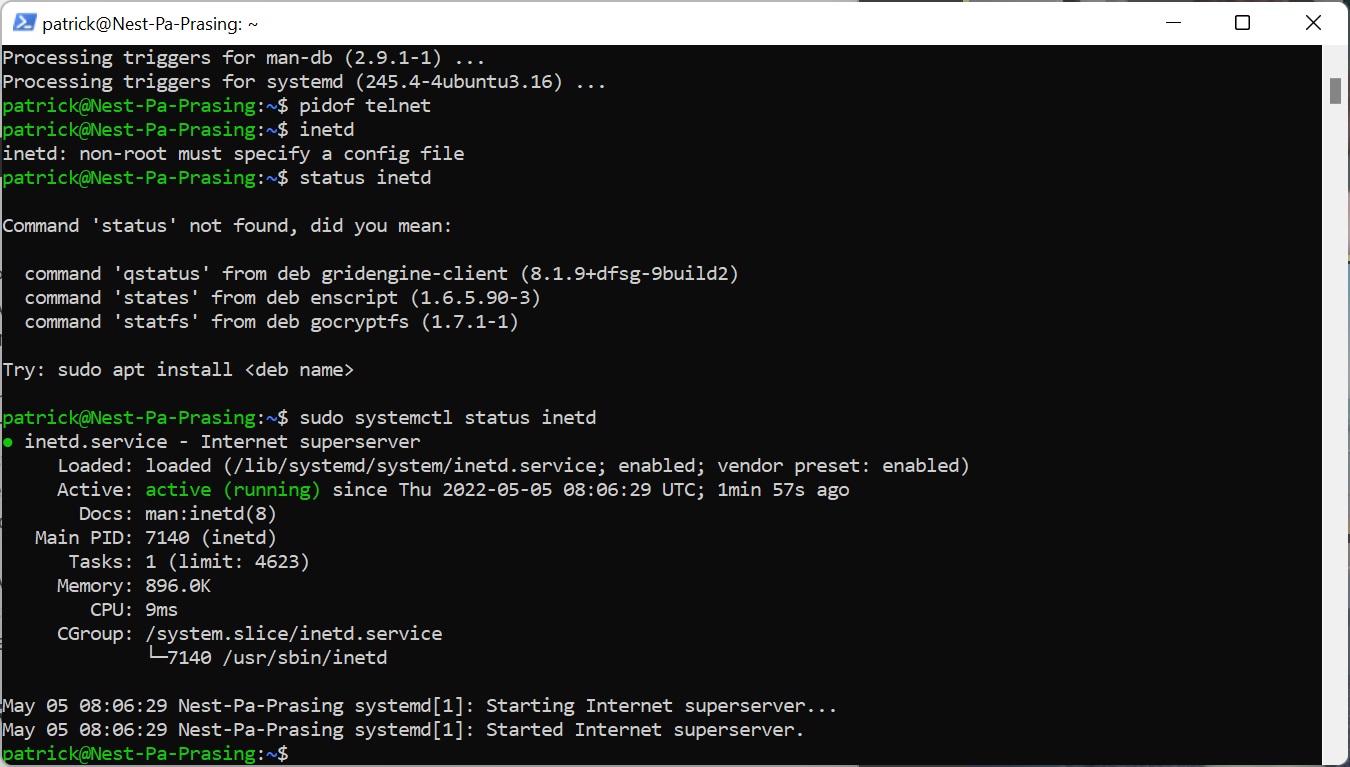 patrick@Nest-Pa-Prasing: ~
Processing triggers for man-db (2.9.1-1) ...
Processing triggers for systemd (245.4-4ubuntu3.16) ...
patrick@Nest-Pa-Prasing:~$ pidof telnet
patrick@Nest-Pa-Prasing:~$ inetd
inetd: non-root must specify a config file
patrick@Nest-Pa-Prasing:~$ status inetd

Command 'status' not found, did you mean:

  command 'qstatus' from deb gridengine-client (8.1.9+dfsg-9build2)
  command 'states' from deb enscript (1.6.5.90-3)
  command 'statfs' from deb gocryptfs (1.7.1-1)

Try: sudo apt install <deb name>

patrick@Nest-Pa-Prasing:~$ sudo systemctl status inetd
● inetd.service - Internet superserver
     Loaded: loaded (/lib/systemd/system/inetd.service; enabled; vendor preset: enabled)
     Active: active (running) since Thu 2022-05-05 08:06:29 UTC; 1min 57s ago
       Docs: man:inetd(8)
   Main PID: 7140 (inetd)
      Tasks: 1 (limit: 4623)
     Memory: 896.0K
        CPU: 9ms
     CGroup: /system.slice/inetd.service
             └─7140 /usr/sbin/inetd

May 05 08:06:29 Nest-Pa-Prasing systemd[1]: Starting Internet superserver...
May 05 08:06:29 Nest-Pa-Prasing systemd[1]: Started Internet superserver.
patrick@Nest-Pa-Prasing:~$